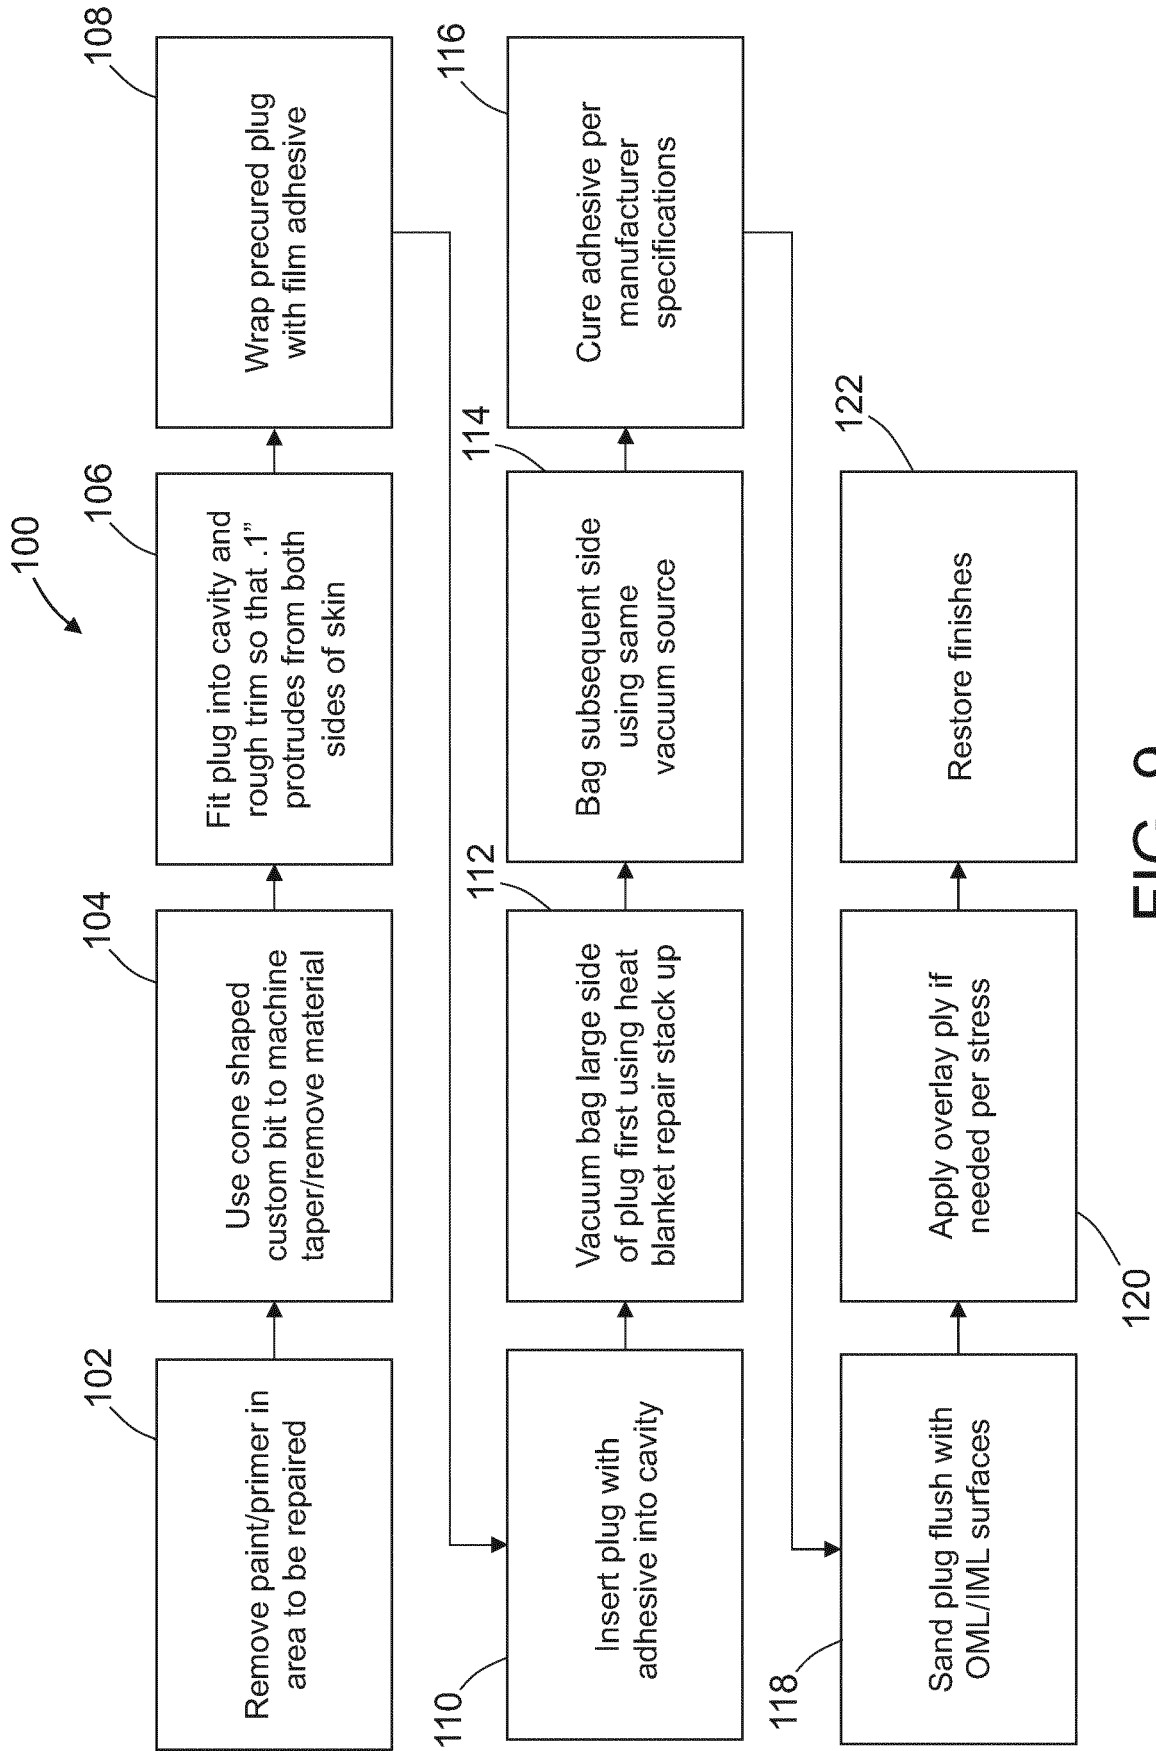 100
102
Remove paint/primer in
area to be repaired
104
Use cone shaped
custom bit to machine
taper/remove material
106
Fit plug into cavity and
rough trim so that .1”
protrudes from both
sides of skin
108
Wrap precured plug
with film adhesive
110
Insert plug with
adhesive into cavity
112
Vacuum bag large side
of plug first using heat
blanket repair stack up
114
Bag subsequent side
using same
vacuum source
116
Cure adhesive per
manufacturer
specifications
118
Sand plug flush with
OML/IML surfaces
120
Apply overlay ply if
needed per stress
122
Restore finishes
FIG